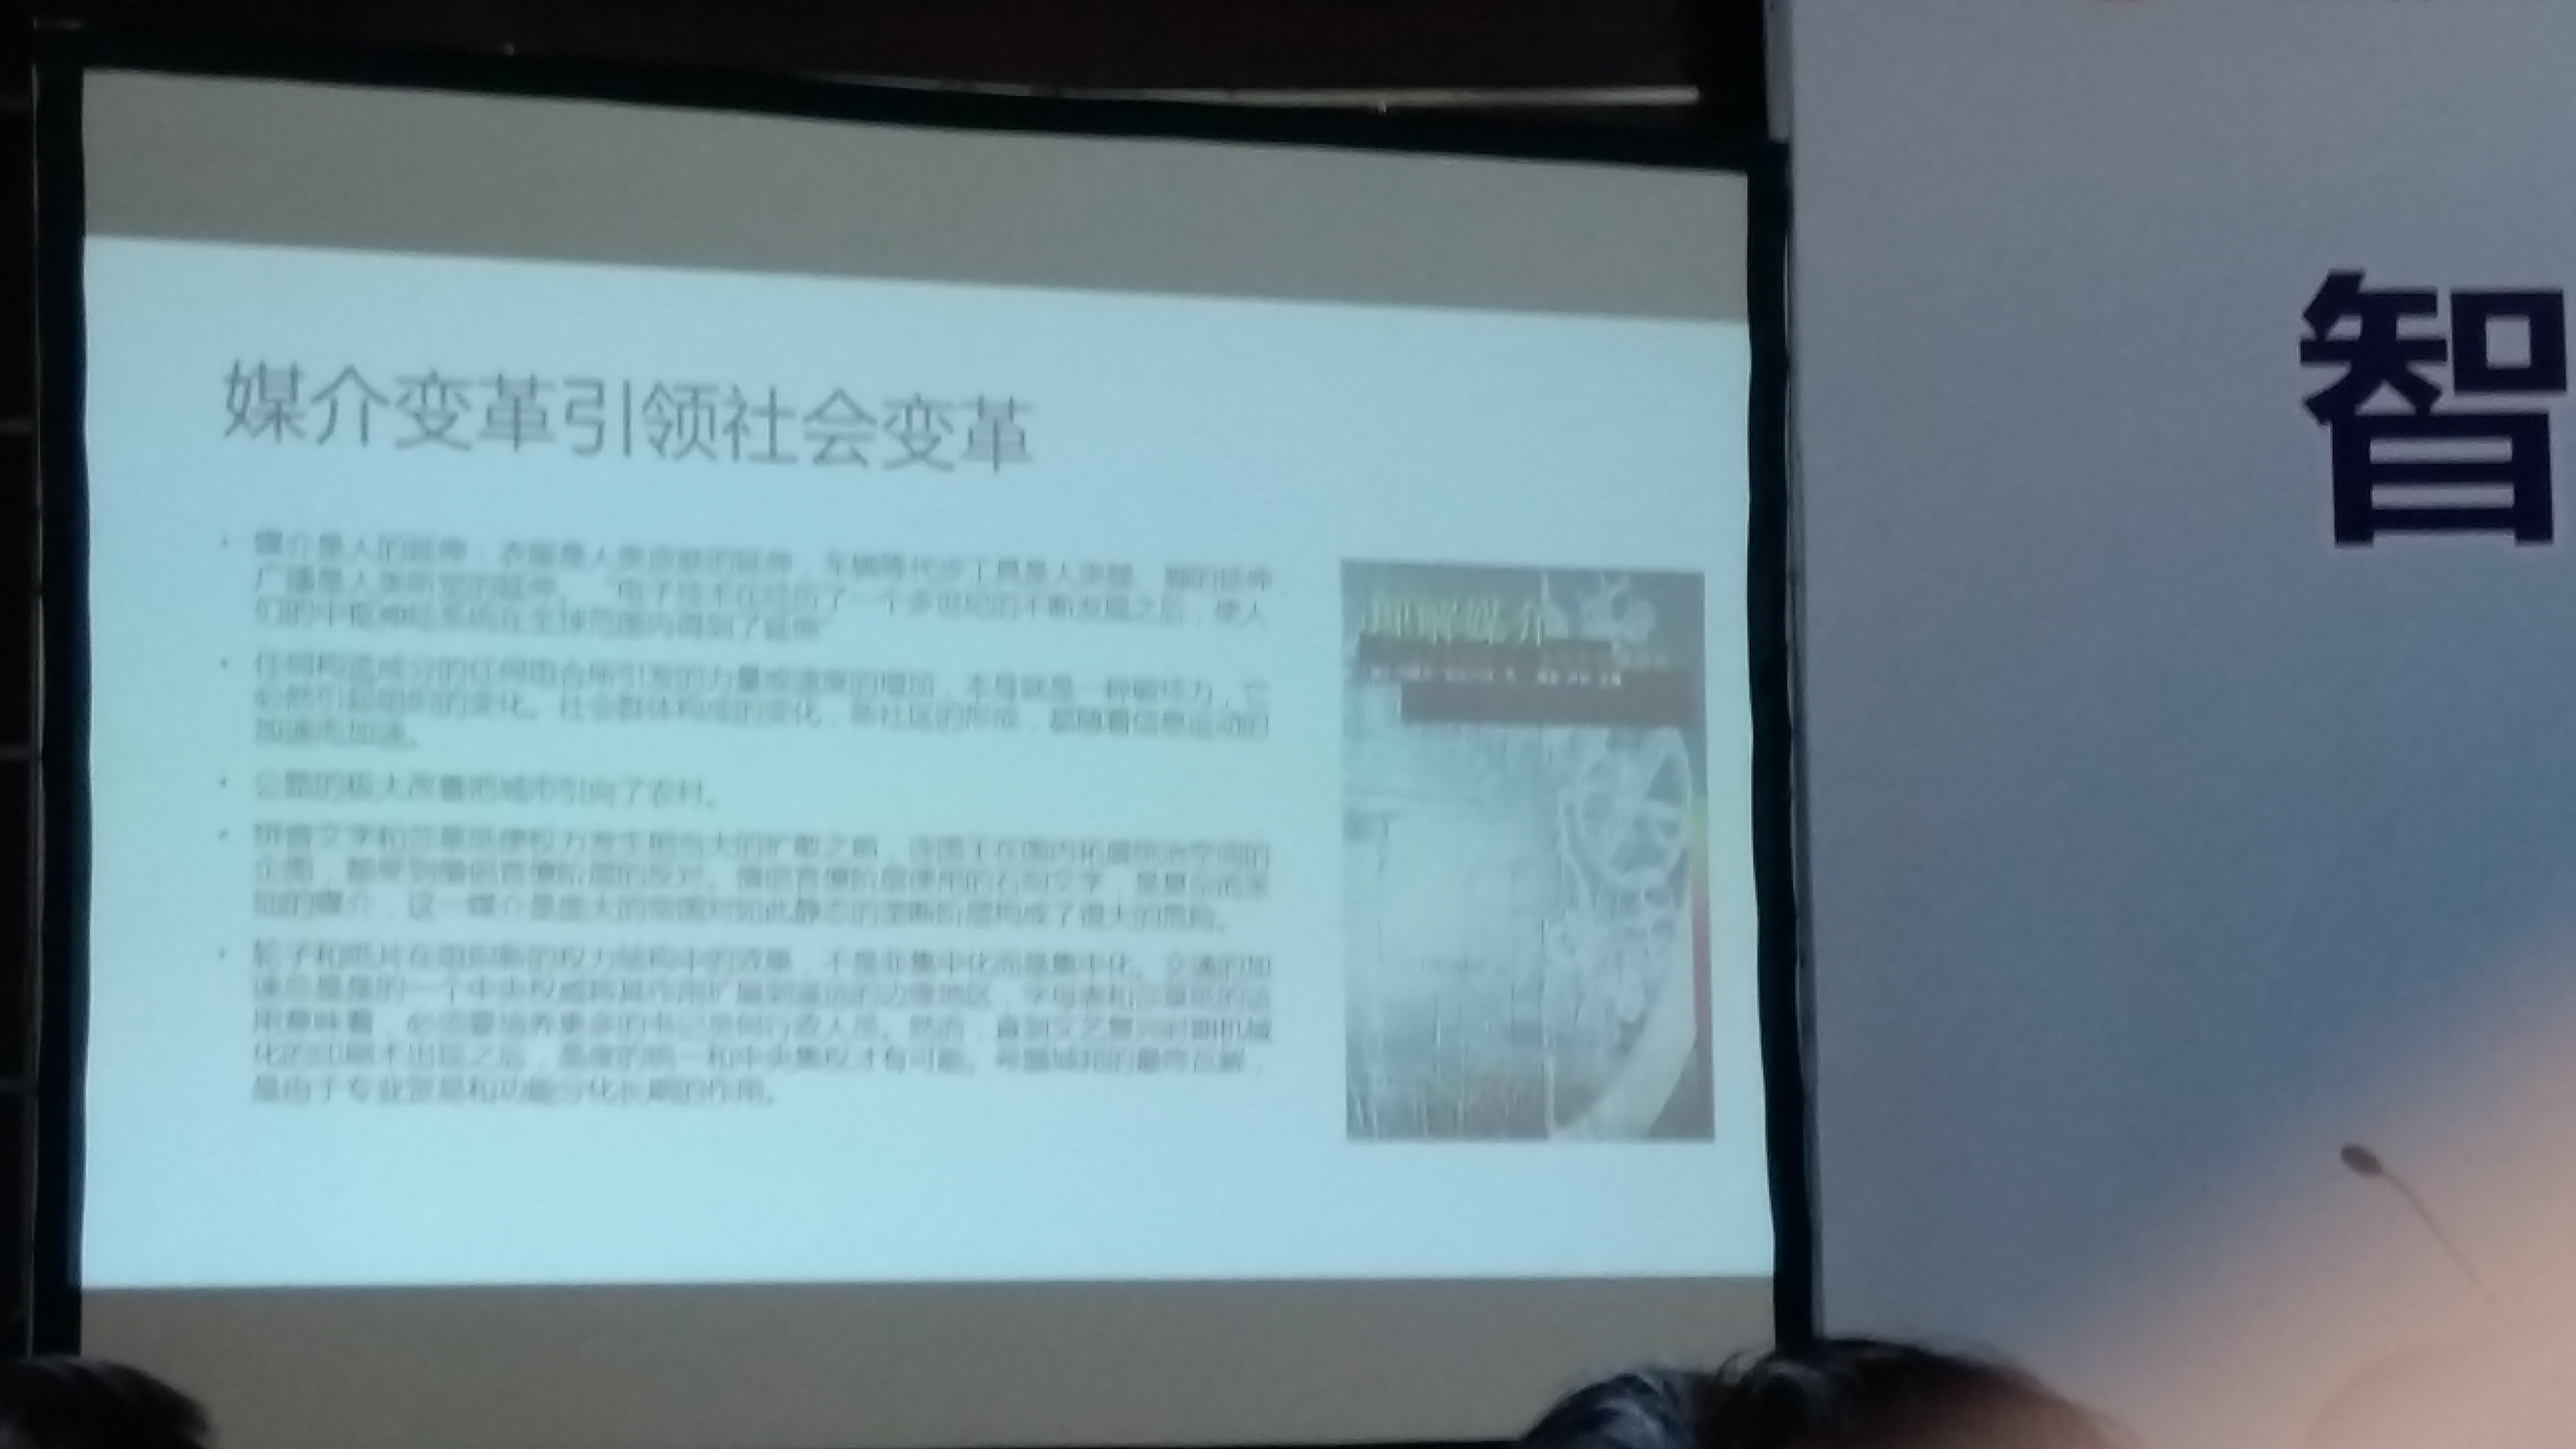 媒介变革引领社会变革
• 媒介是人的延伸：衣服是人类皮肤的延伸，车辆等代步工具是人类腿、脚的延伸，
广播是人类听觉的延伸。“电子技术在经历了一个多世纪的不断发展之后，使人
们的中枢神经系统在全球范围内得到了延伸”
• 任何构造成分的任何组合所引发的力量或速度的增加，本身就是一种破坏力，它
必然引起组织的变化。社会群体构成的变化，新社区的形成，都随着信息运动的
加速而加速。
• 公路的极大改善把城市引向了农村。
• 拼音文字和莎草纸使权力发生相当大的扩散之前，连国王在国内拓展统治空间的
企图，都受到僧侣官僚阶层的反对。僧侣官僚阶层使用的石刻文字，是复杂而
的媒介，这一媒介是庞大的帝国对如此静态的垄断阶层构成了很大的危险。
• 轮子和纸片在组织新的权力结构中的效果，不是非集中化而是集中化。交通的加
速总是是的一个中央权威将其作用扩展到遥远的边缘地区，字母表和莎草纸的运
用意味着，必须要培养更多的书记员何行政人员。然而，直到文艺复兴时期机械
化的印刷术出现之后，高度的统一和中央集权才有可能。希腊城邦的最终瓦解，
是由于专业贸易和功能分化长期的作用。
理解媒介
智